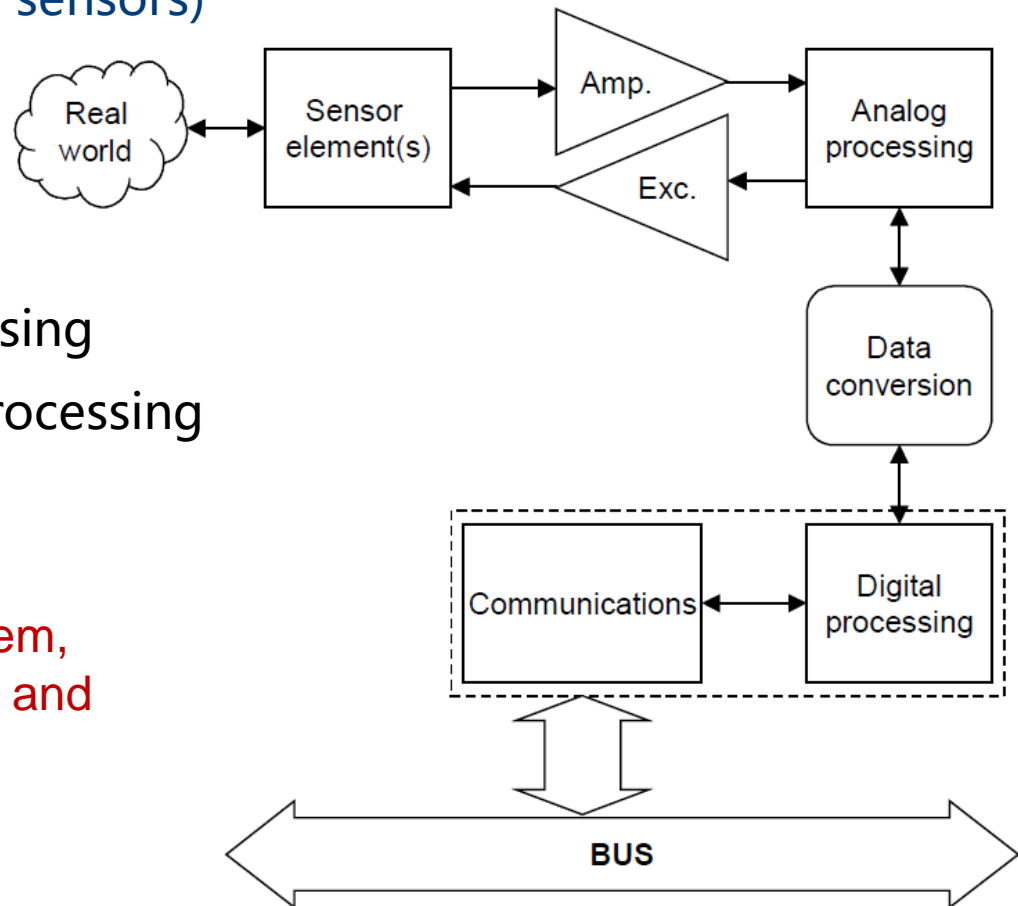 sensors)
Real
world
Sensor
element(s)
Amp.
Exc.
Analog
processing
sing
rocessing
Data
conversion
Communications
Digital
processing
em,
and
BUS